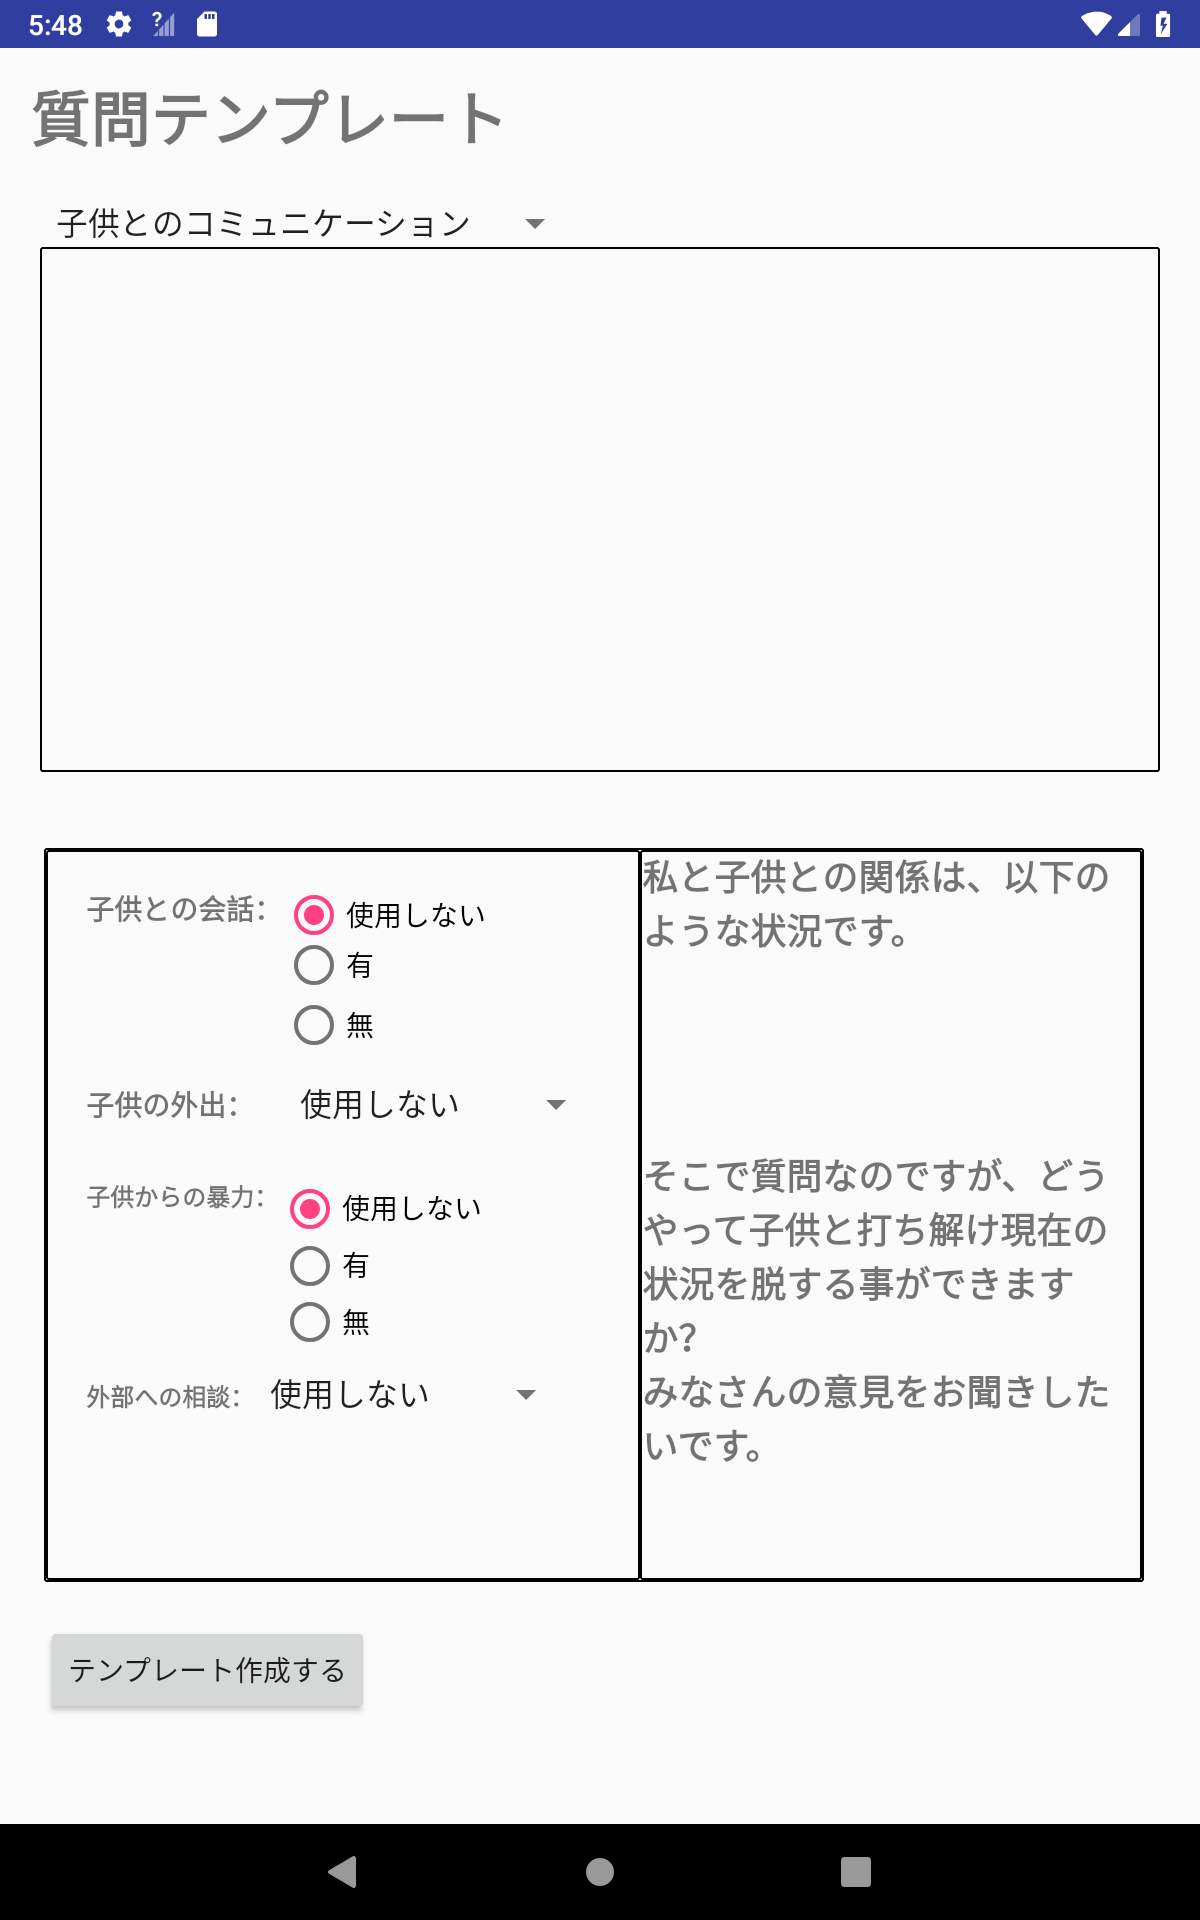 5:48
質問テンプレート
子供とのコミュニケーション
子供との会話：
使用しない
有
無
子供の外出：
使用しない
子供からの暴力：
使用しない
有
無
外部への相談：
使用しない
私と子供との関係は、以下の
ような状況です。
そこで質問なのですが、どう
やって子供と打ち解け現在の
状況を脱する事ができます
か？
みなさんの意見をお聞きした
いです。
テンプレート作成する